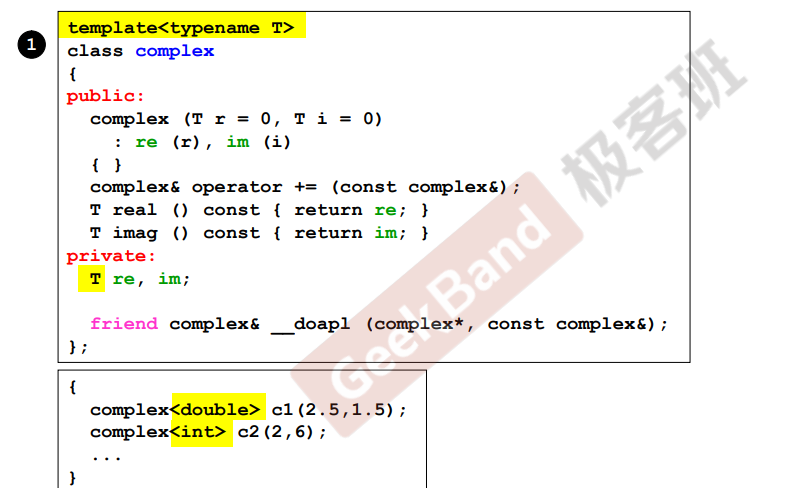 1
template<typename T>
class complex
{
public:
  complex (T r = 0, T i = 0)
    : re (r), im (i)
  { }
  complex& operator += (const complex&);
  T real () const { return re; }
  T imag () const { return im; }
private:
  T re, im;
  friend complex& __doapl (complex*, const complex&);
};
{
  complex<double> c1(2.5,1.5);
  complex<int> c2(2,6);
  ...
}
GeekBand 极客班